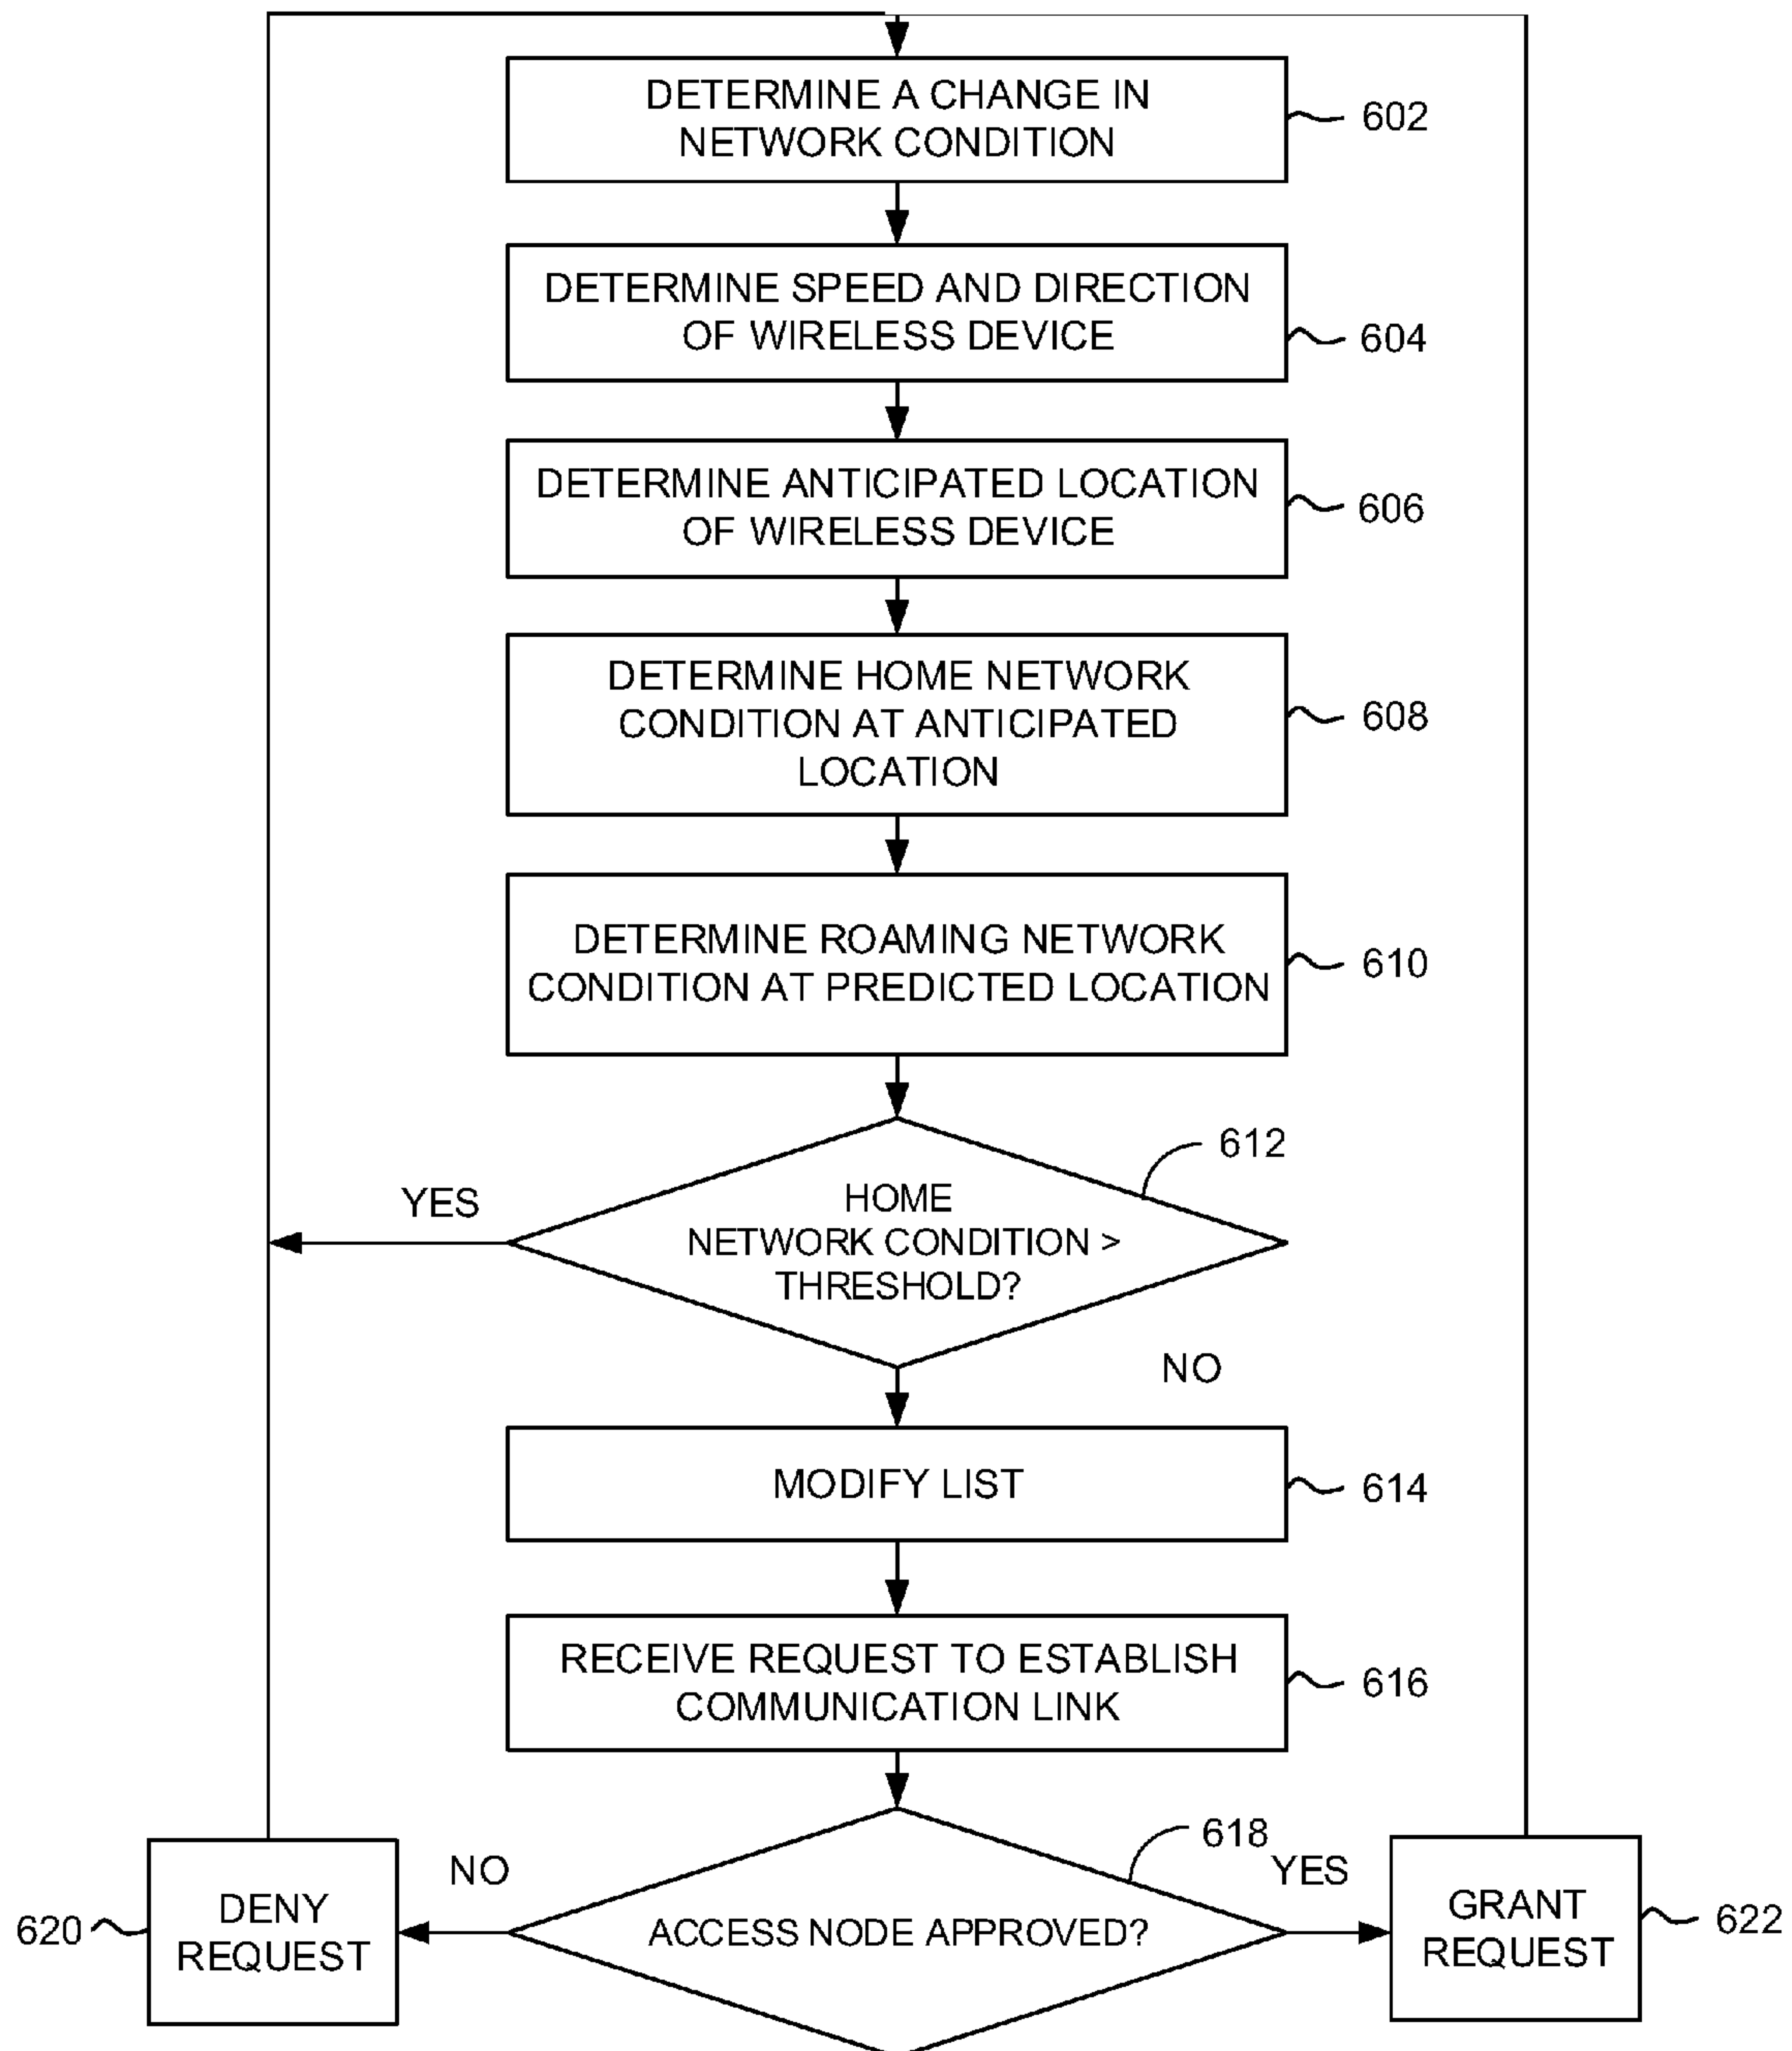 DETERMINE A CHANGE IN
NETWORK CONDITION
602
DETERMINE SPEED AND DIRECTION
OF WIRELESS DEVICE
604
DETERMINE ANTICIPATED LOCATION
OF WIRELESS DEVICE
606
DETERMINE HOME NETWORK
CONDITION AT ANTICIPATED
LOCATION
608
DETERMINE ROAMING NETWORK
CONDITION AT PREDICTED LOCATION
610
612
YES
HOME
NETWORK CONDITION >
THRESHOLD?
NO
MODIFY LIST
614
RECEIVE REQUEST TO ESTABLISH
COMMUNICATION LINK
616
618
NO
YES
620
DENY
REQUEST
ACCESS NODE APPROVED?
GRANT
REQUEST
622